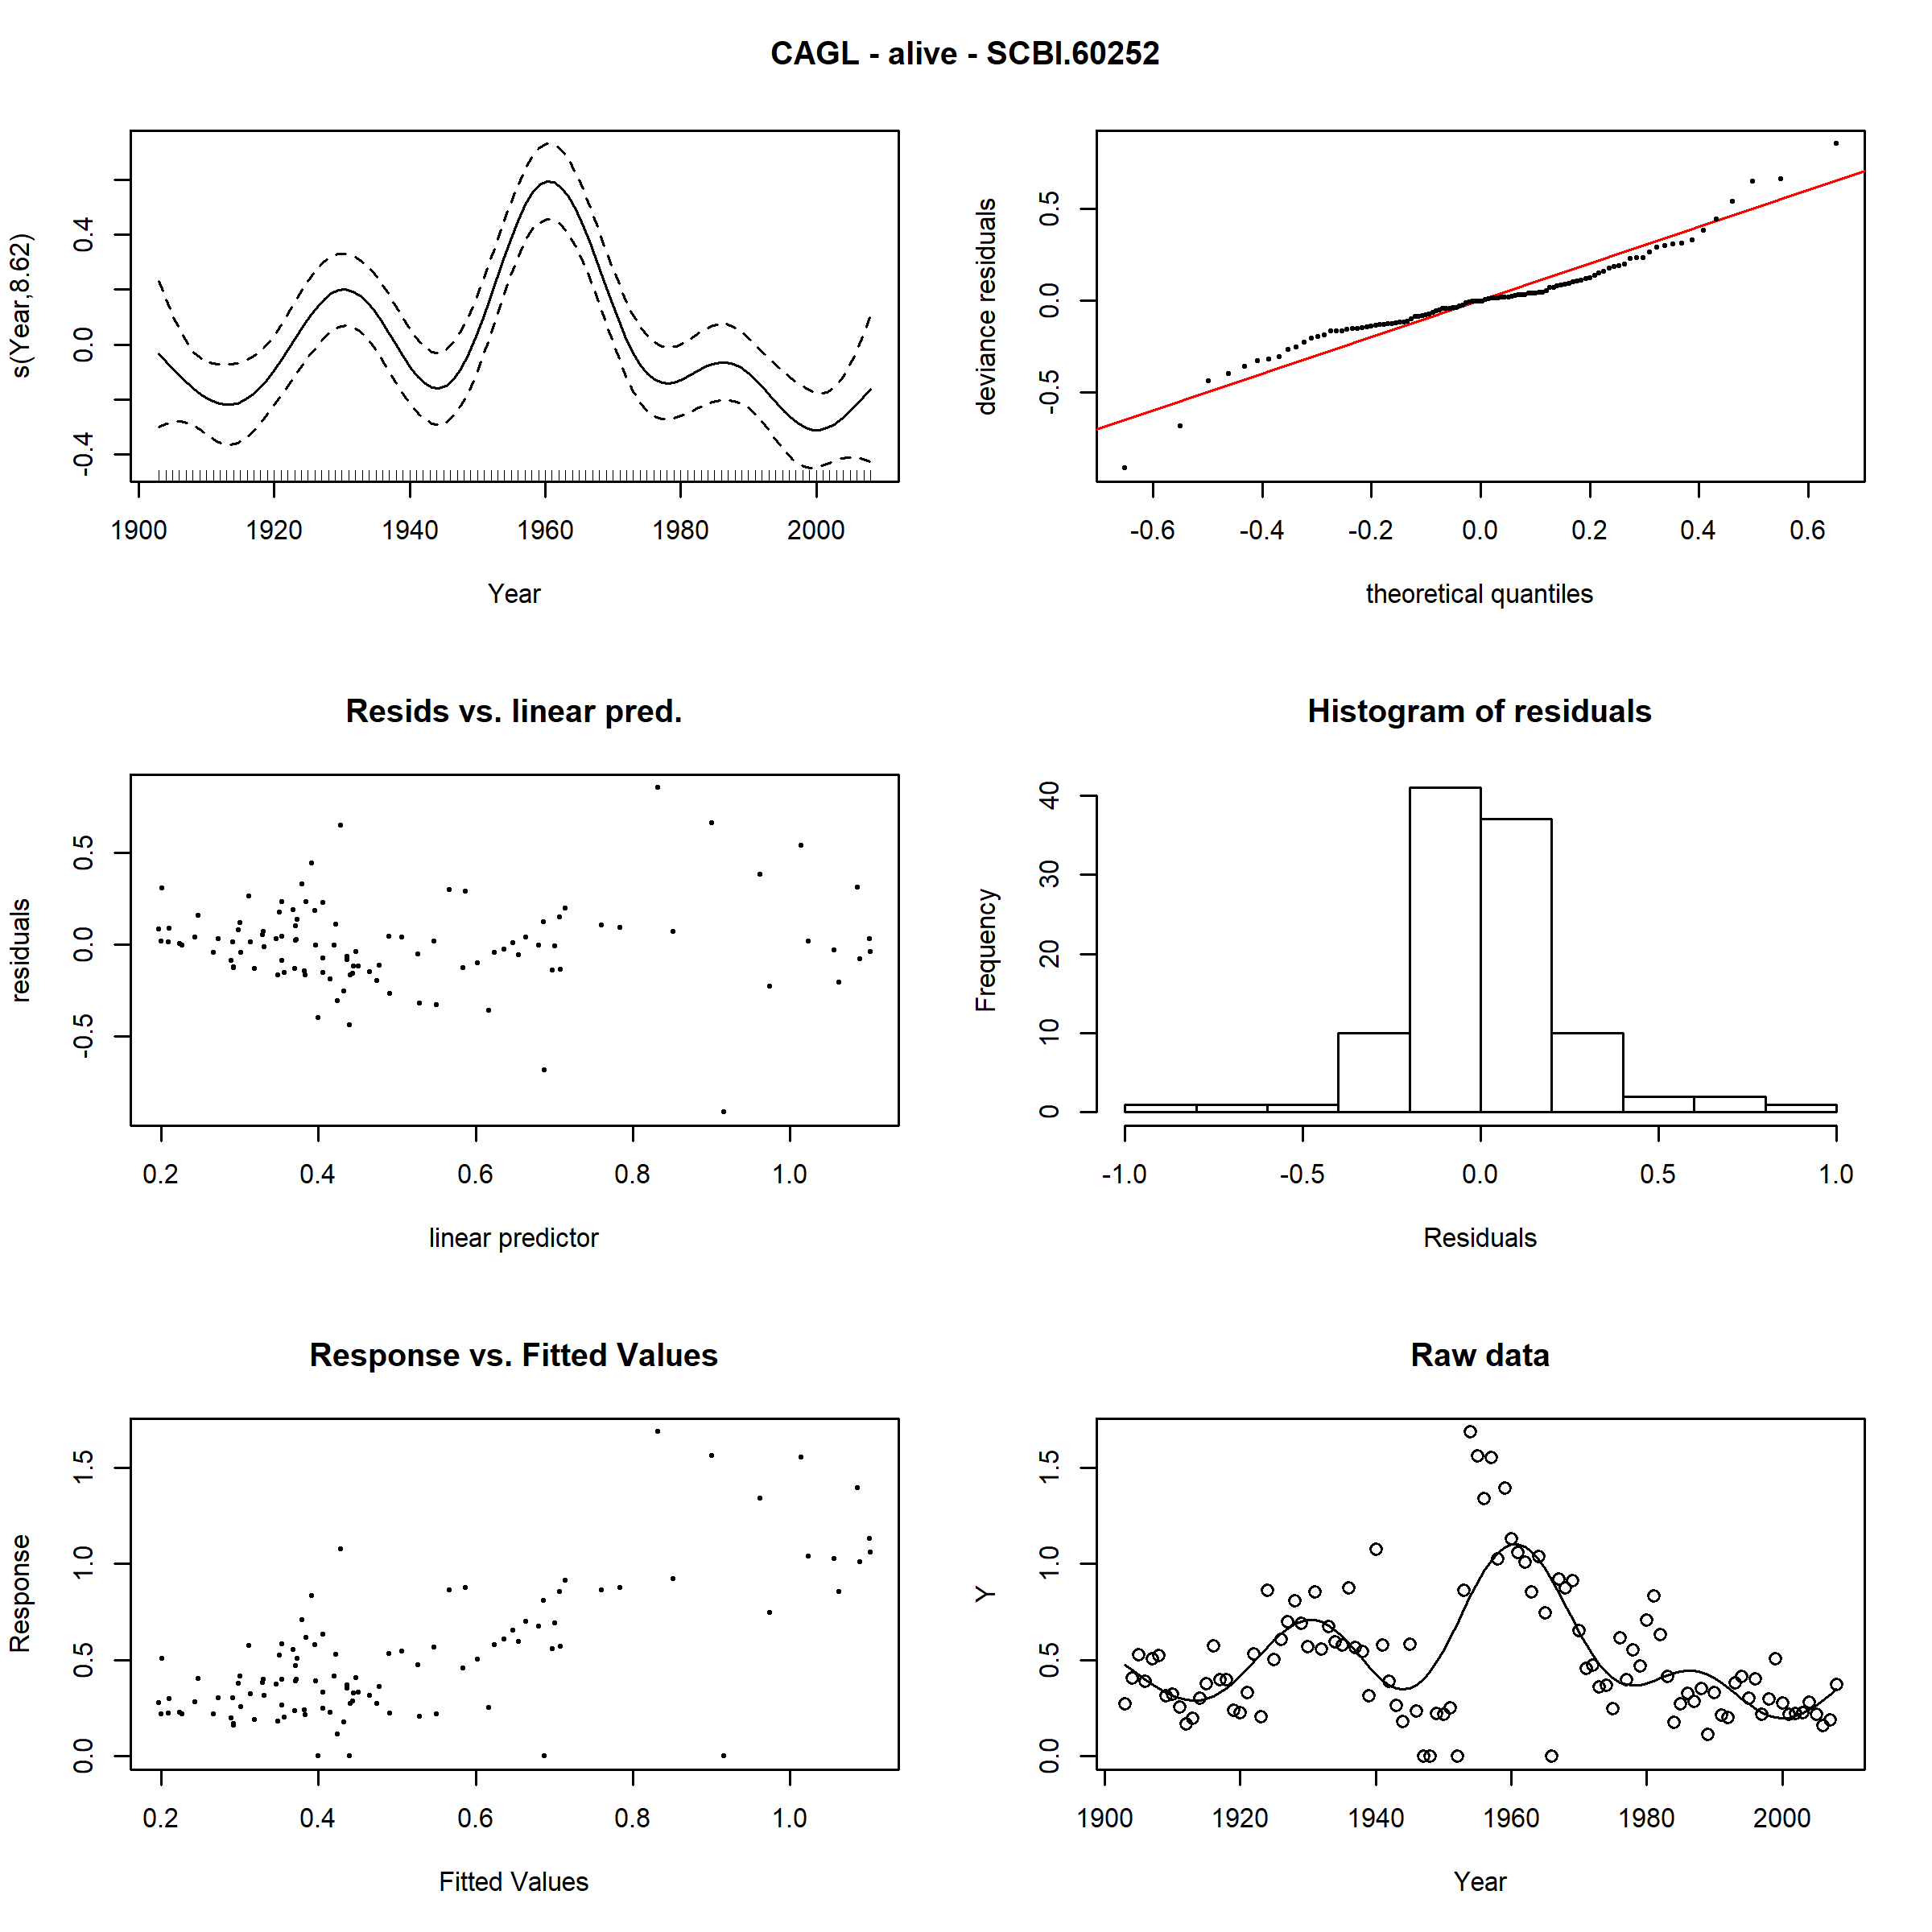 CAGL - alive - SCBI.60252
s(Year,8.62)
-0.4 0.0 0.4
1900 1920 1940 1960 1980 2000
Year
deviance residuals
-0.5 0.0 0.5
-0.6 -0.4 -0.2 0.0 0.2 0.4 0.6
theoretical quantiles
Resids vs. linear pred.
residuals
-0.5 0.0 0.5
0.2 0.4 0.6 0.8 1.0
linear predictor
Histogram of residuals
Frequency
0 10 20 30 40
-1.0 -0.5 0.0 0.5 1.0
Residuals
Response vs. Fitted Values
Response
0.0 0.5 1.0 1.5
0.2 0.4 0.6 0.8 1.0
Fitted Values
Raw data
Y
0.0 0.5 1.0 1.5
1900 1920 1940 1960 1980 2000
Year